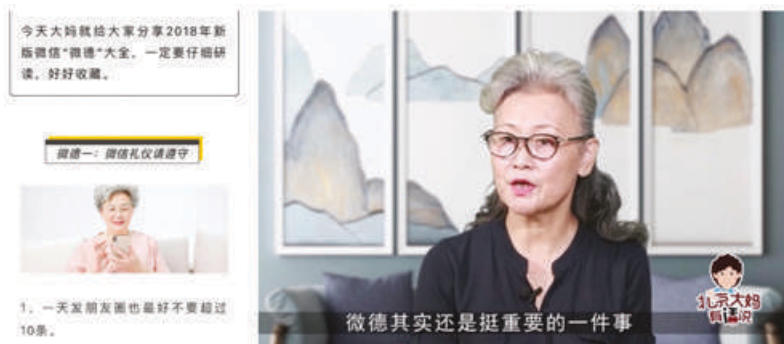 今天大妈就给大家分享2018年新
版微信“微德”大全。一定要仔细研
读，好好收藏。
微德一：微信礼仪请遵守
1、一天发朋友圈也最好不要超过
10条。
微德其实还是挺重要的一件事
北京大妈
有话说